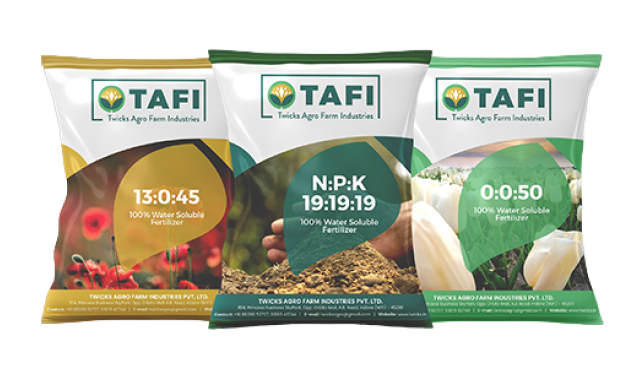 TAFI
Twicks Agro Farm Industries
13:0:45
100% Water Soluble
Fertilizer
TWICKS AGRO FARM INDUSTRIES PVT. LTD.
TAFI
Twicks Agro Farm Industries
N:P:K
19:19:19
100% Water Soluble
Fertilizer
TWICKS AGRO FARM INDUSTRIES PVT. LTD.
TAFI
Twicks Agro Farm Industries
0:0:50
100% Water Soluble
Fertilizer
TWICKS AGRO FARM INDUSTRIES PVT. LTD.